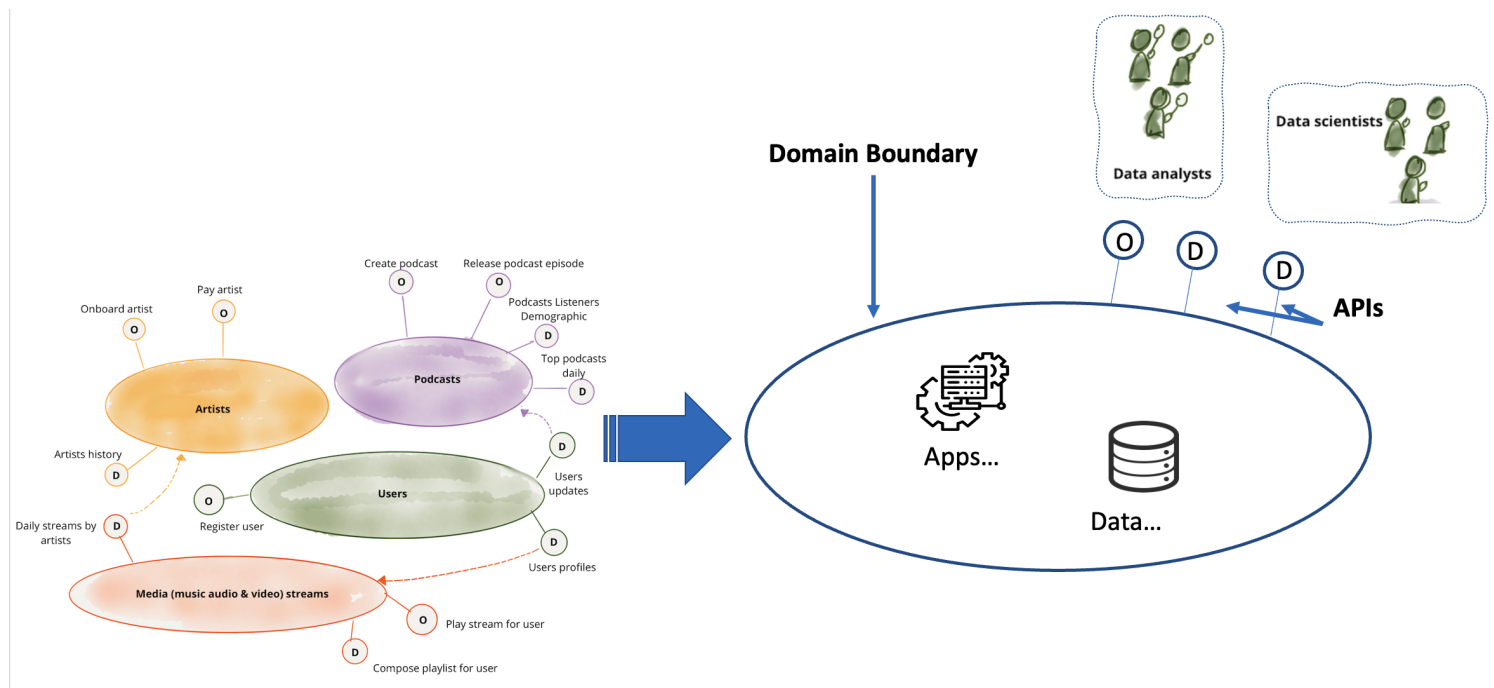 Domain Boundary
Data analysts
Data scientists
O
D
D
APIs
Apps...
Data...
Create podcast
O
Release podcast episode
O
Podcasts Listeners
Demographic
D
Top podcasts
daily
D
Podcasts
Onboard artist
O
Pay artist
O
Artists
Artists history
D
D
Users
updates
Users
O
Register user
D
Users profiles
Daily streams by
artists
D
Media (music audio & video) streams
O
Play stream for user
D
Compose playlist for user